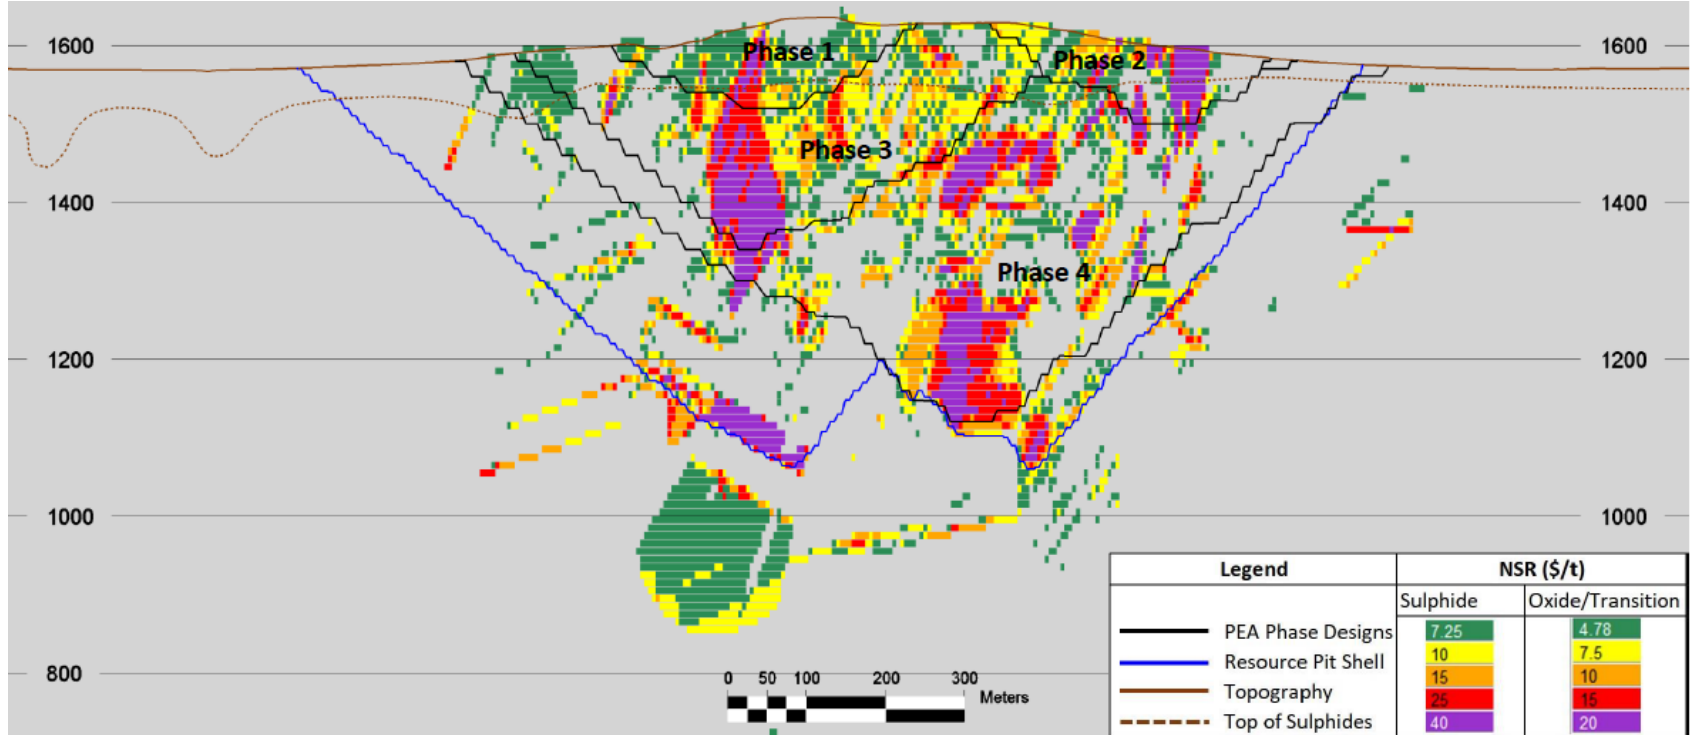 Phase 1
1600
Phase 2
1600
Phase 3
1400
1400
Phase 4
1200
1200
1000
1000
800
0 50 100 200 300
Meters
Legend NSR ($/t)
Sulphide Oxide/Transition
PEA Phase Designs 7.25 4.78
Resource Pit Shell 10 7.5
Topography 15 10
Top of Sulphides 25 15
40 20